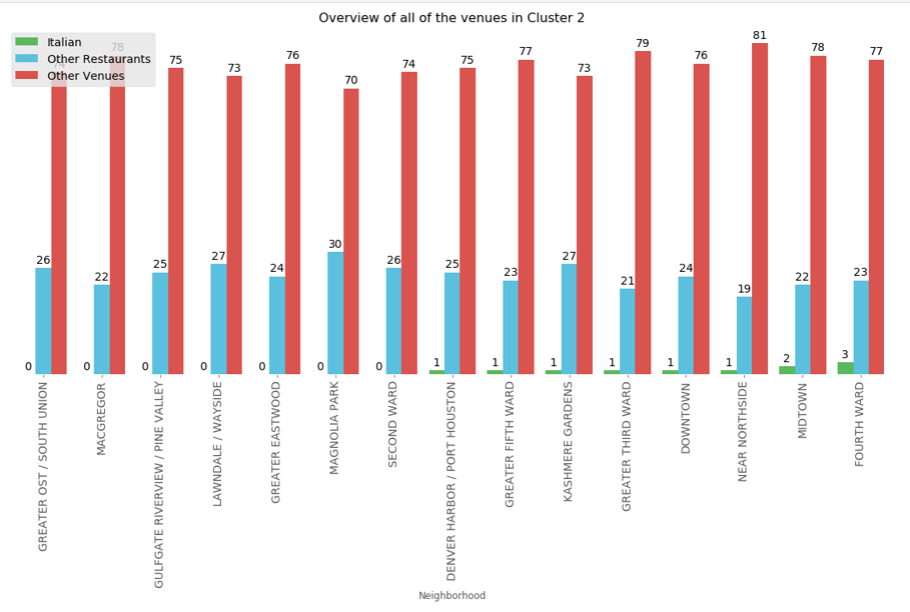 Overview of all of the venues in Cluster 2
Italian
Other Restaurants
Other Venues
0
26
74
0
22
78
0
25
75
0
27
73
0
24
76
0
30
70
0
26
74
1
25
75
1
23
77
1
27
73
1
21
79
1
24
76
1
19
81
2
22
78
3
23
77
GREATER OST / SOUTH UNION
MACGREGOR
GULFGATE RIVERVIEW / PINE VALLEY
LAWNDALE / WAYSIDE
GREATER EASTWOOD
MAGNOLIA PARK
SECOND WARD
DENVER HARBOR / PORT HOUSTON
GREATER FIFTH WARD
KASHMERE GARDENS
GREATER THIRD WARD
DOWNTOWN
NEAR NORTHSIDE
MIDTOWN
FOURTH WARD
Neighborhood